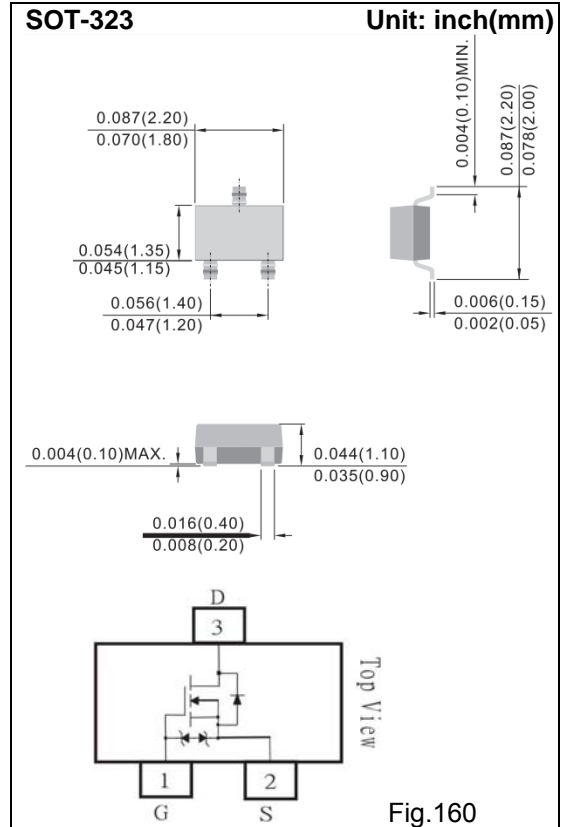 SOT-323 Unit: inch(mm)
0.087(2.20)
0.070(1.80)
0.004(0.10)MIN.
0.087(2.20)
0.078(2.00)
0.054(1.35)
0.045(1.15)
0.056(1.40)
0.047(1.20)
0.006(0.15)
0.002(0.05)
0.004(0.10)MAX.
0.044(1.10)
0.035(0.90)
0.016(0.40)
0.008(0.20)
D
3
Top View
1
2
G
S
Fig.160